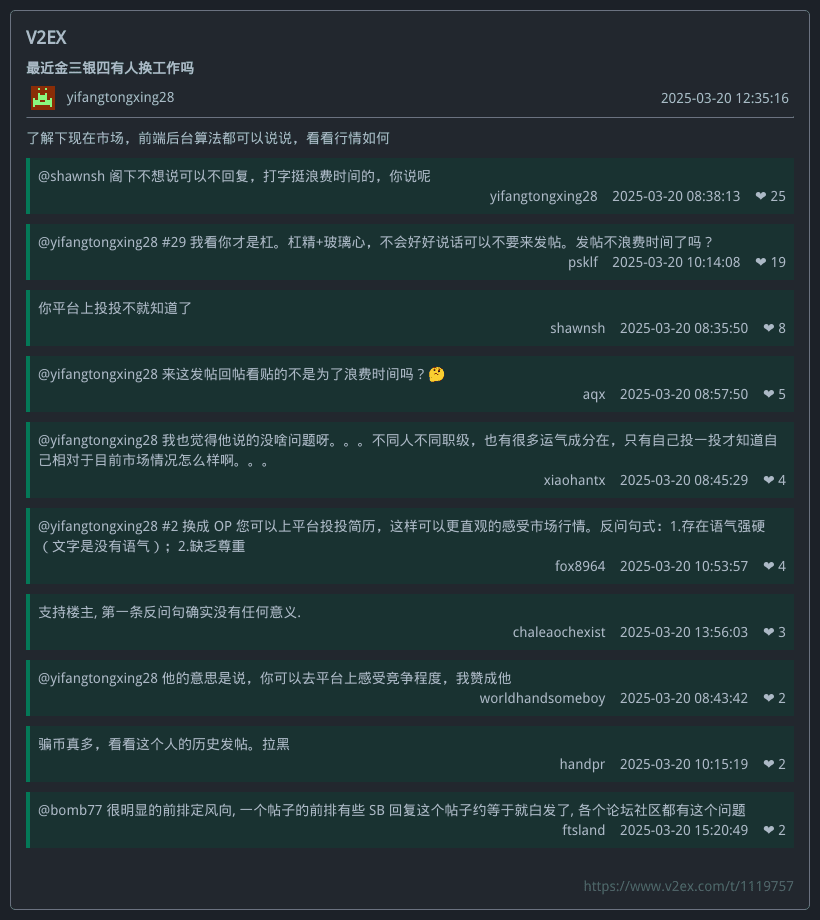 V2EX
最近金三银四有人换工作吗
yifangtongxing28
2025-03-20 12:35:16
了解下现在市场，前端后台算法都可以说说，看看行情如何
@shawnsh 阁下不想说可以不回复，打字挺浪费时间的，你说呢
yifangtongxing28 2025-03-20 08:38:13 ❤ 25
@yifangtongxing28 #29 我看你才是杠。杠精+玻璃心，不会好好说话可以不要来发帖。发帖不浪费时间了吗？
psklf 2025-03-20 10:14:08 ❤ 19
你平台上投投不就知道了
shawnsh 2025-03-20 08:35:50 ❤ 8
@yifangtongxing28 来这发帖回帖看贴的不是为了浪费时间吗？🤔
aqx 2025-03-20 08:57:50 ❤ 5
@yifangtongxing28 我也觉得他说的没啥问题呀。。。不同人不同职级，也有很多运气成分在，只有自己投一投才知道自
己相对于目前市场情况怎么样啊。。。
xiaohantx 2025-03-20 08:45:29 ❤ 4
@yifangtongxing28 #2 换成 OP 您可以上平台投投简历，这样可以更直观的感受市场行情。反问句式：1.存在语气强硬
（文字是没有语气）；2.缺乏尊重
fox8964 2025-03-20 10:53:57 ❤ 4
支持楼主, 第一条反问句确实没有任何意义.
chaleaochexist 2025-03-20 13:56:03 ❤ 3
@yifangtongxing28 他的意思是说，你可以去平台上感受竞争程度，我赞成他
worldhandsomeboy 2025-03-20 08:43:42 ❤ 2
骗币真多，看看这个人的历史发帖。拉黑
handpr 2025-03-20 10:15:19 ❤ 2
@bomb77 很明显的前排定风向, 一个帖子的前排有些 SB 回复这个帖子约等于就白发了, 各个论坛社区都有这个问题
ftsland 2025-03-20 15:20:49 ❤ 2
https://www.v2ex.com/t/1119757